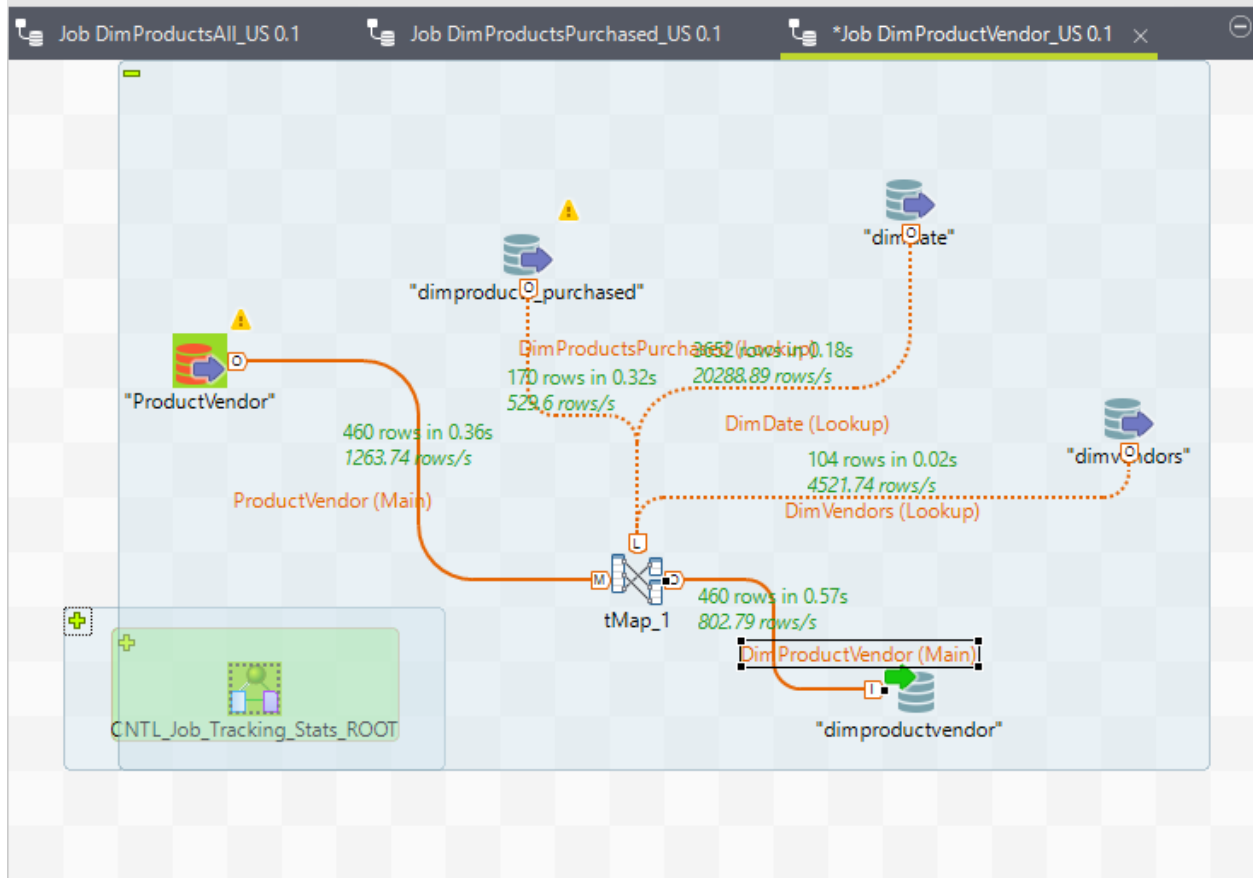 Job DimProductsAll_US 0.1
Job DimProductsPurchased_US 0.1
*Job DimProductVendor_US 0.1
"dimdate"
"dimproducts_purchased"
DimProductsPurchased (Lookup)
3652 rows in 0.18s
20288.89 rows/s
170 rows in 0.32s
529.6 rows/s
"ProductVendor"
460 rows in 0.36s
1263.74 rows/s
DimDate (Lookup)
"dimvendors"
104 rows in 0.02s
4521.74 rows/s
ProductVendor (Main)
DimVendors (Lookup)
O
O
O
O
L
M
tMap_1
460 rows in 0.57s
802.79 rows/s
DimProductVendor (Main)
I
"dimproductvendor"
CNTL_Job_Tracking_Stats_ROOT